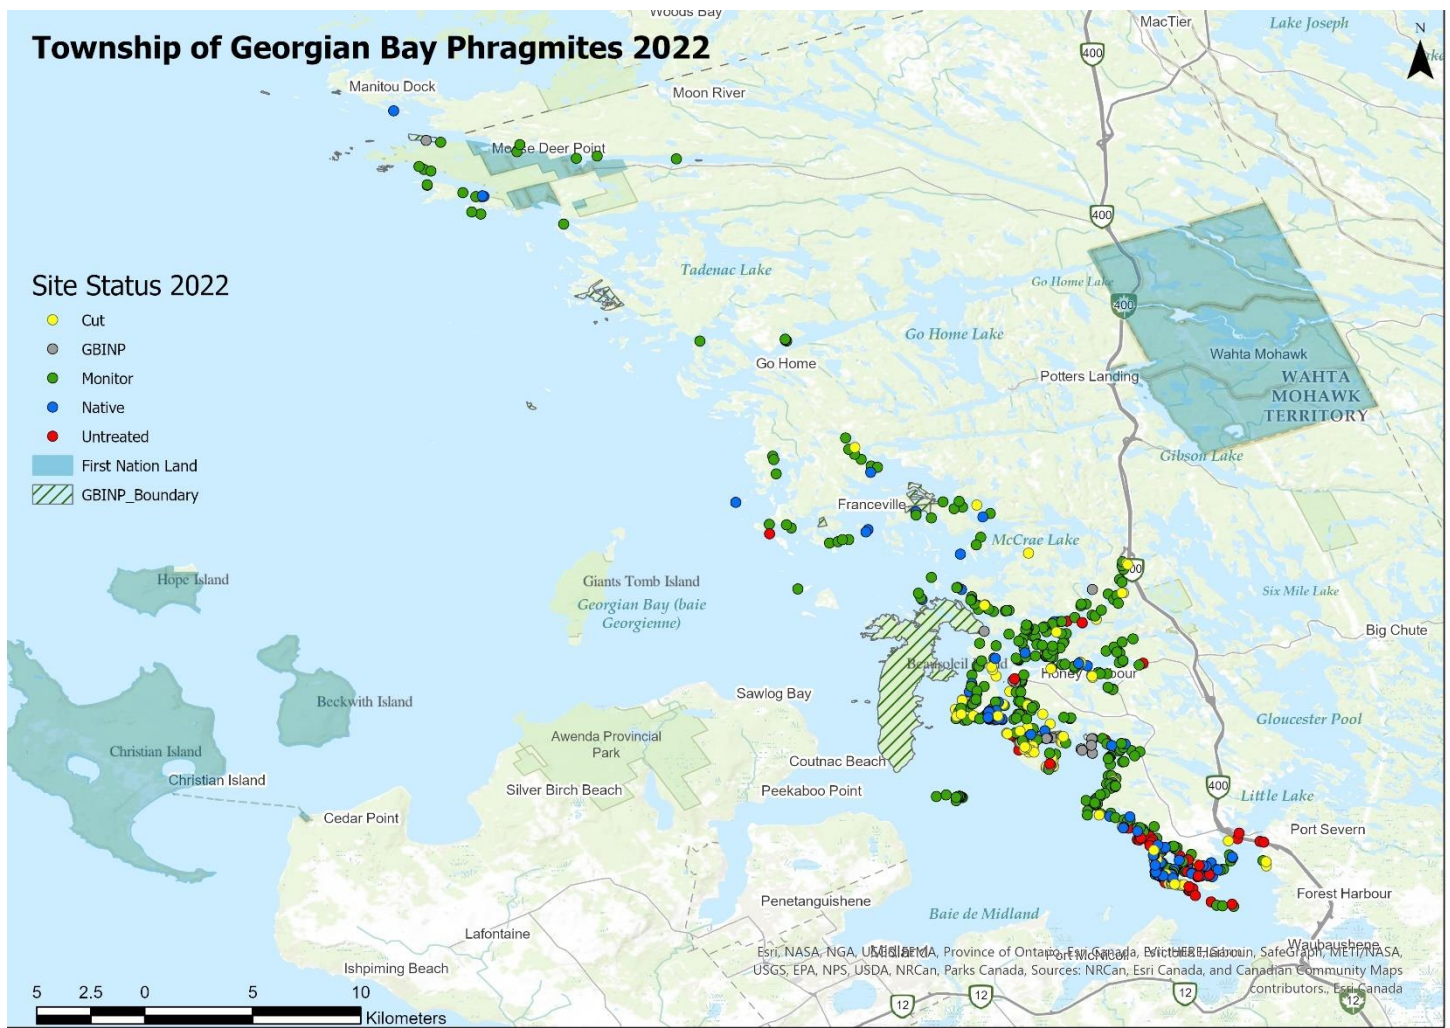 Woods Bay
MacTier
Lake Joseph
N
Township of Georgian Bay Phragmites 2022
400
Manitou Dock
Moon River
Moose Deer Point
400
Tadenac Lake
Go Home Lake
Site Status 2022
Cut
GBINP
Monitor
Native
Untreated
First Nation Land
GBINP_Boundary
400
Go Home Lake
Go Home
Potters Landing
Wahta Mohawk
WAHTA
MOHAWK
TERRITORY
Gibson Lake
Franceville
McCrae Lake
Hope Island
Giants Tomb Island
Georgian Bay (baie
Georgienne)
Six Mile Lake
Big Chute
Beausoleil Island
Honey Harbour
Beckwith Island
Sawlog Bay
Gloucester Pool
Christian Island
Christian Island
Awenda Provincial
Park
Coutnac Beach
Silver Birch Beach
Peekaboo Point
400
Little Lake
Cedar Point
Port Severn
Penetanguishene
Baie de Midland
Forest Harbour
Lafontaine
Midland
Waubaushene
Ishpiming Beach
USGS, EPA, NPS, USDA, NRCan, Parks Canada, Sources: NRCan, Esri Canada, and Canadian Community Maps
contributors., Esri Canada
12
12
12
12
5 2.5 0 5 10
Kilometers